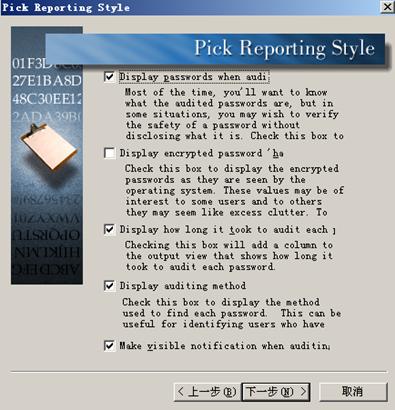 Pick Reporting Style
Pick Reporting Style
Display passwords when audi
Most of the time, you'll want to know
what the audited passwords are, but in
some situations, you may wish to verify
the safety of a password without
disclosing what it is. Check this box to
Display encrypted password 'ha
Check this box to display the encrypted
passwords as they are seen by the
operating system. These values may be of
interest to some users and to others
they may seem like excess clutter. To
Display how long it took to audit each
Checking this will add a column to
the output view that shows how long it
took to audit each password.
Display auditing method
Check this box to display the method
used to find each password. This can be
useful for identifying users who have
Make visible notification when auditin
01F3D
27E1BA8D
48C30EE12
2ADA39B0
< 上一步(B)
下一步(N) >
取消